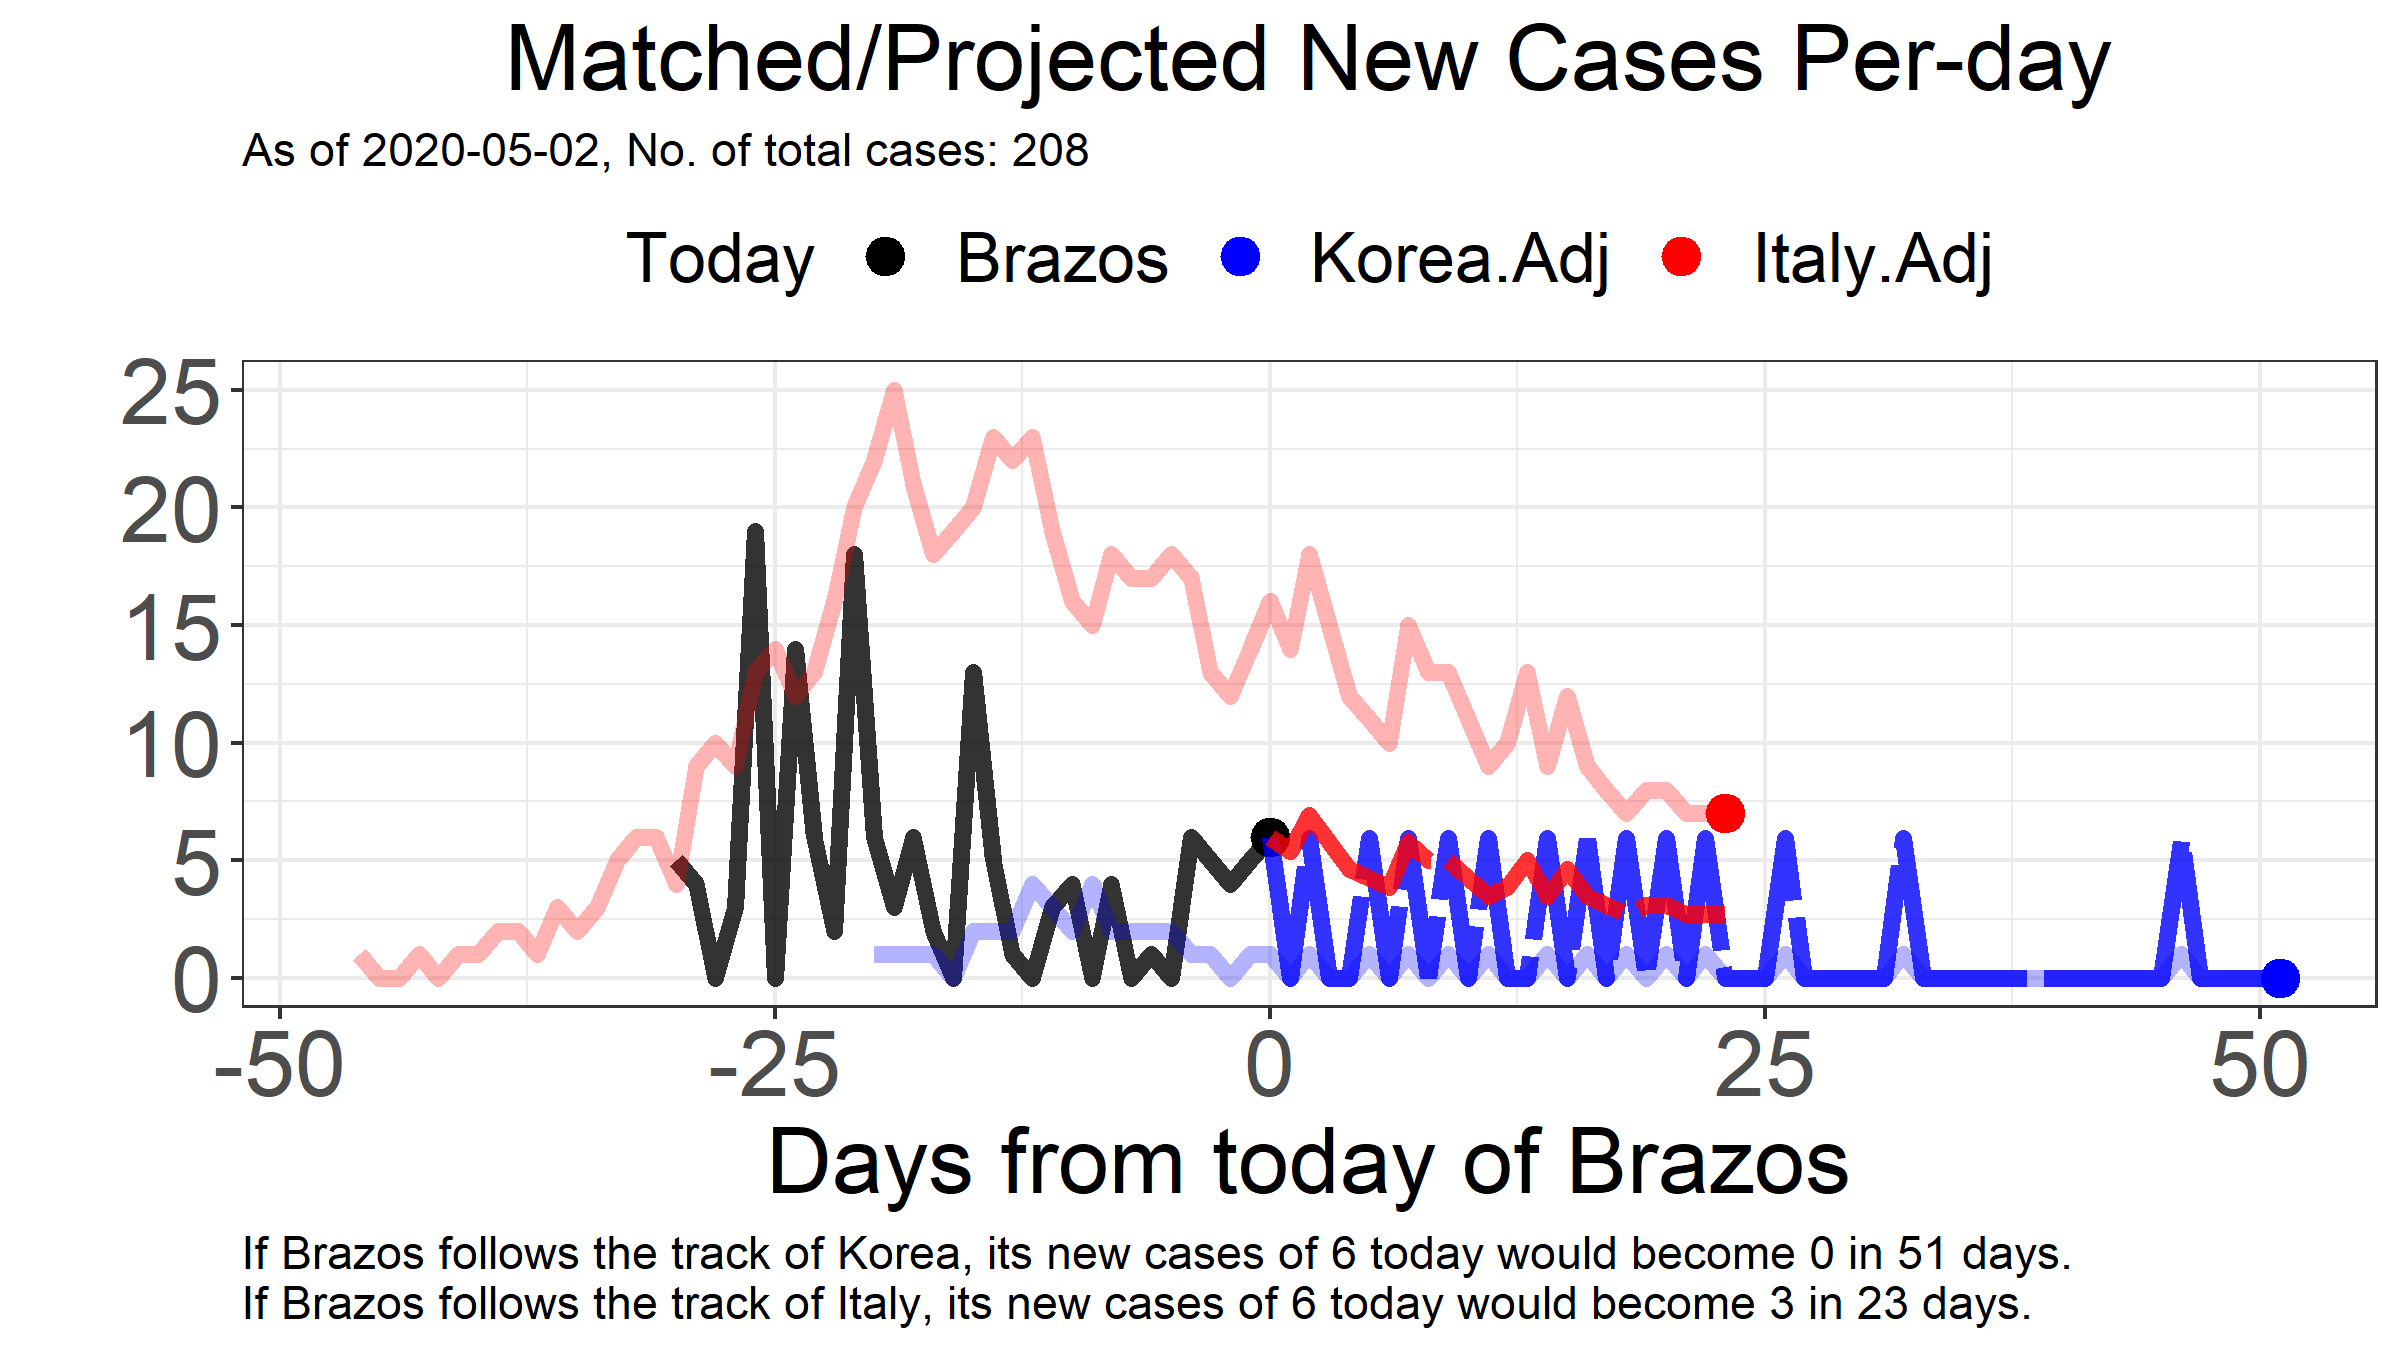 Matched/Projected New Cases Per-day
As of 2020-05-02, No. of total cases: 208
Today Brazos Korea.Adj Italy.Adj
25
20
15
10
5
0
-50 -25 0 25 50
Days from today of Brazos
If Brazos follows the track of Korea, its new cases of 6 today would become 0 in 51 days.
If Brazos follows the track of Italy, its new cases of 6 today would become 3 in 23 days.